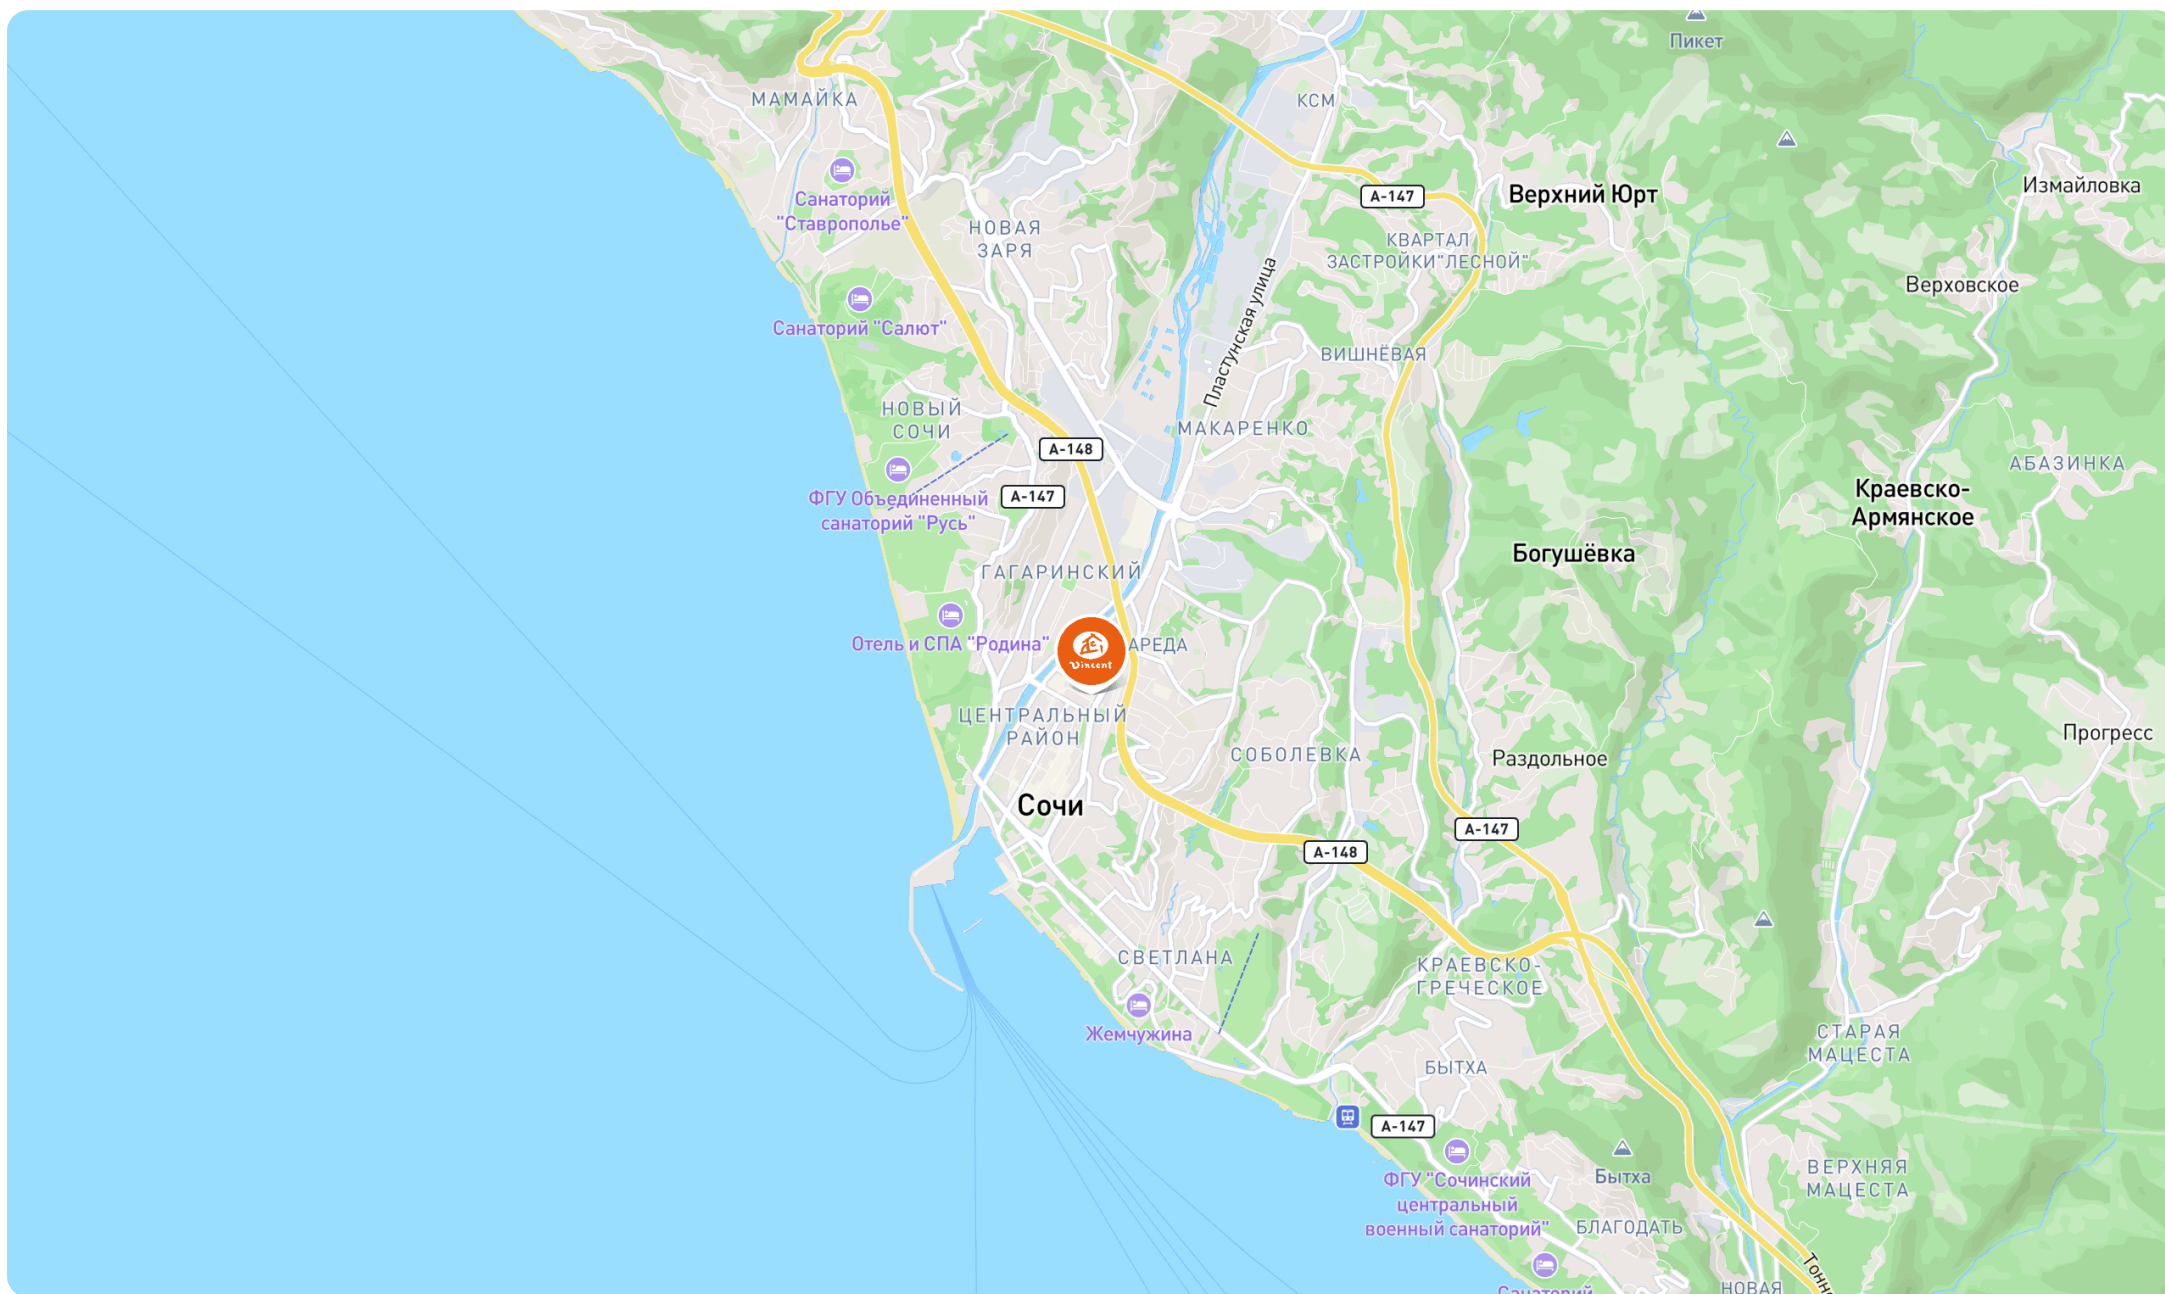 Пикет
МАМАЙКА
КСМ
Санаторий
"Ставрополье"
А-147
Верхний Юрт
Измайловка
НОВАЯ
ЗАРЯ
КВАРТАЛ
ЗАСТРОЙКИ"ЛЕСНОЙ"
Верховское
Пластунская улица
Санаторий "Салют"
ВИШНЁВАЯ
НОВЫЙ
СОЧИ
МАКАРЕНКО
А-148
АБАЗИНКА
ФГУ Объединенный
санаторий "Русь"
А-147
Краевско-
Армянское
Богушёвка
ГАГАРИНСКИЙ
Отель и СПА "Родина"
Vincent
АРЕДА
ЦЕНТРАЛЬНЫЙ
РАЙОН
СОБОЛЕВКА
Раздольное
Прогресс
Сочи
А-147
А-148
СВЕТЛАНА
КРАЕВСКО-
ГРЕЧЕСКОЕ
Жемчужина
СТАРАЯ
МАЦЕСТА
БЫТХА
А-147
ФГУ "Сочинский
центральный
военный санаторий"
Бытха
ВЕРХНЯЯ
МАЦЕСТА
БЛАГОДАТЬ
Санаторий
НОВАЯ
Тонн